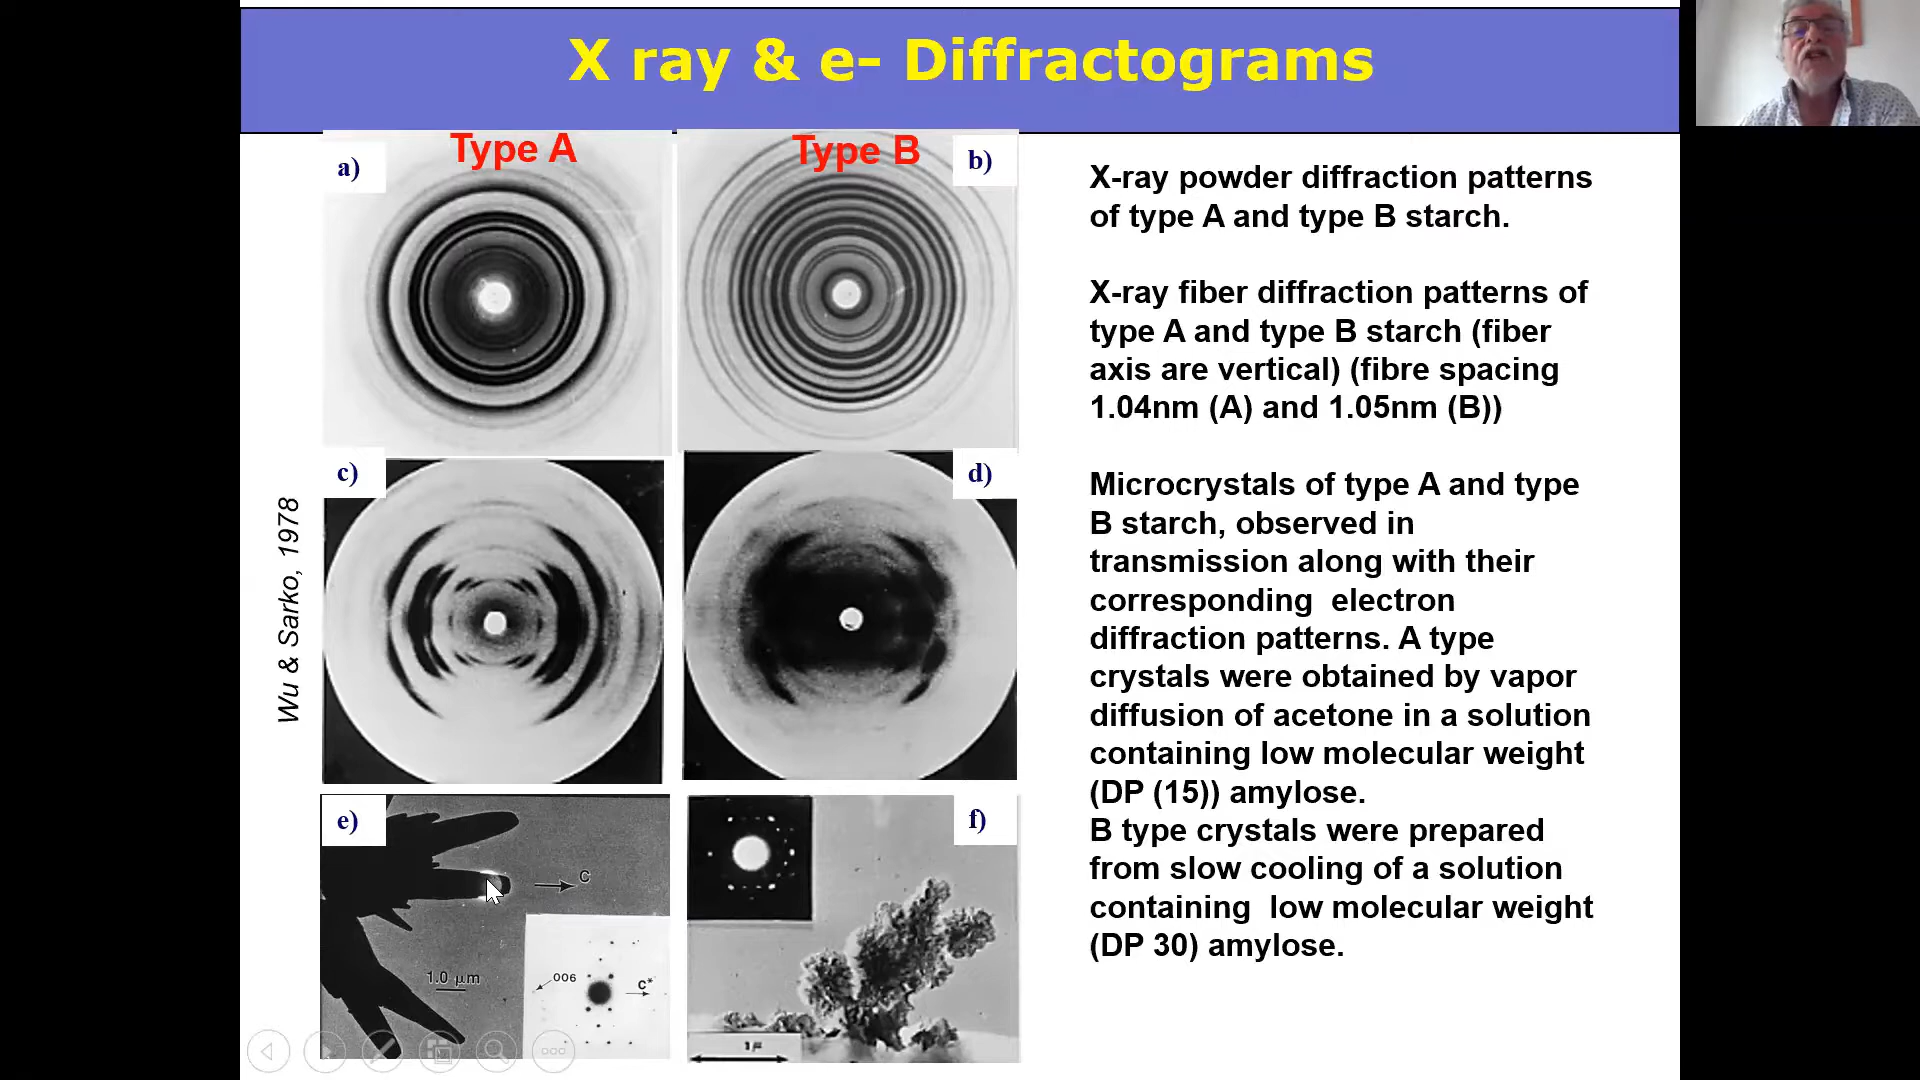 X ray & e- Diffractograms
Type A
Type B
a)
b)
c)
d)
Wu & Sarko, 1978
e)
f)
C
1.0 μm
006
C*
1μ
X-ray powder diffraction patterns
of type A and type B starch.
X-ray fiber diffraction patterns of
type A and type B starch (fiber
axis are vertical) (fibre spacing
1.04nm (A) and 1.05nm (B))
Microcrystals of type A and type
B starch, observed in
transmission along with their
corresponding electron
diffraction patterns. A type
crystals were obtained by vapor
diffusion of acetone in a solution
containing low molecular weight
(DP (15)) amylose.
B type crystals were prepared
from slow cooling of a solution
containing low molecular weight
(DP 30) amylose.